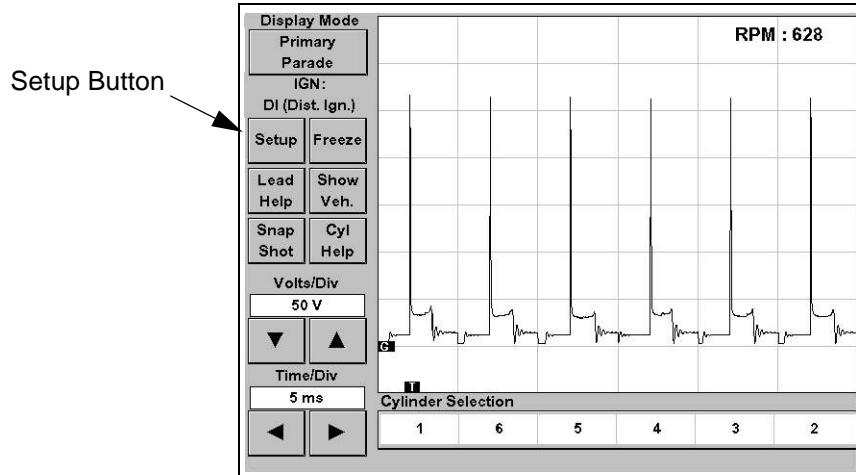 Setup Button
Display Mode
Primary
Parade
IGN:
DI (Dist. Ign.)
Setup
Freeze
Lead
Help
Show
Veh.
Snap
Shot
Cyl
Help
Volts/Div
50 V
Time/Div
5 ms
RPM : 628
G
T
Cylinder Selection
1 6 5 4 3 2